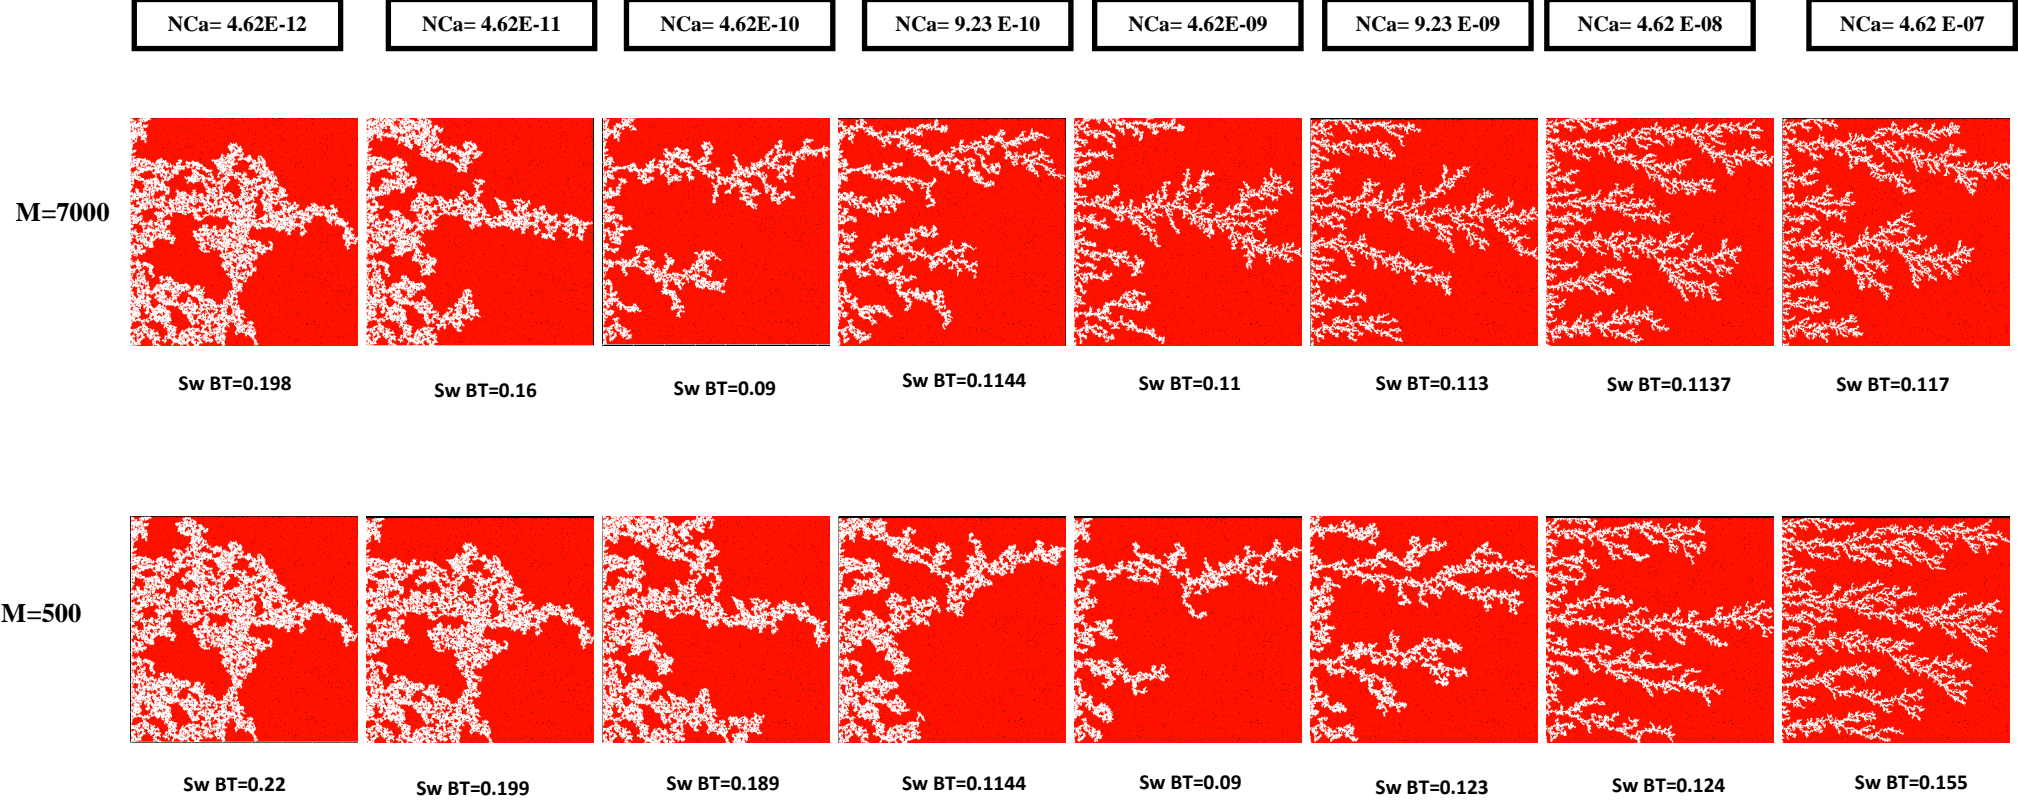 NCa= 4.62E-12 NCa= 4.62E-11 NCa= 4.62E-10 NCa= 9.23 E-10 NCa= 4.62E-09 NCa= 9.23 E-09 NCa= 4.62 E-08 NCa= 4.62 E-07
M=7000
Sw BT=0.198 Sw BT=0.16 Sw BT=0.09 Sw BT=0.1144 Sw BT=0.11 Sw BT=0.113 Sw BT=0.1137 Sw BT=0.117
M=500
Sw BT=0.22 Sw BT=0.199 Sw BT=0.189 Sw BT=0.1144 Sw BT=0.09 Sw BT=0.123 Sw BT=0.124 Sw BT=0.155